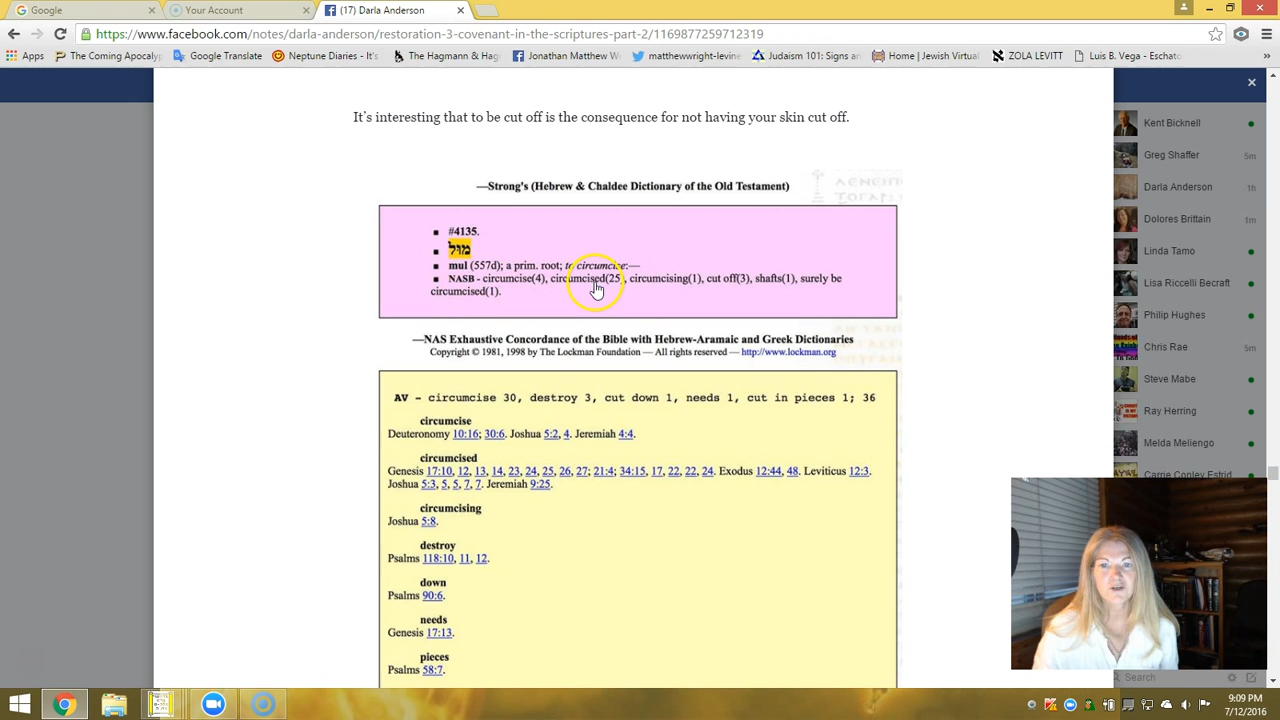 Google
Your Account
(17) Darla Anderson
https://www.facebook.com/notes/darla-anderson/restoration-3-covenant-in-the-scriptures-part-2/1169877259712319
Apps
The Coming Apocalyp
Google Translate
Neptune Diaries - It's
The Hagmann & Hag
Jonathan Matthew W
matthewwright-levine
Judaism 101: Signs an
Home | Jewish Virtual
ZOLA LEVITT
Luis B. Vega - Eschato
It's interesting that to be cut off is the consequence for not having your skin cut off.
—Strong's (Hebrew & Chaldee Dictionary of the Old Testament)
#4135.
מוּל
mul (557d); a prim. root; to circumcise:—
NASB - circumcise(4), circumcised(25), circumcising(1), cut off(3), shafts(1), surely be
circumcised(1).
—NAS Exhaustive Concordance of the Bible with Hebrew-Aramaic and Greek Dictionaries
Copyright © 1981, 1998 by The Lockman Foundation — All rights reserved — http://www.lockman.org
AV - circumcise 30, destroy 3, cut down 1, needs 1, cut in pieces 1; 36
circumcise
Deuteronomy 10:16; 30:6. Joshua 5:2, 4. Jeremiah 4:4.
circumcised
Genesis 17:10, 12, 13, 14, 23, 24, 25, 26, 27; 21:4; 34:15, 17, 22, 22, 24. Exodus 12:44, 48. Leviticus 12:3.
Joshua 5:3, 5, 5, 7, 7. Jeremiah 9:25.
circumcising
Joshua 5:8.
destroy
Psalms 118:10, 11, 12.
down
Psalms 90:6.
needs
Genesis 17:13.
pieces
Psalms 58:7.
Kent Bicknell
Greg Shaffer 5m
Darla Anderson 1h
Dolores Brittain 1m
Linda Tamo
Lisa Riccelli Becraft
Philip Hughes
Chris Rae 5m
Steve Mabe
Ray Herring
Melda Meliengo
Carrie Conley Estrid
Search
9:09 PM
7/12/2016